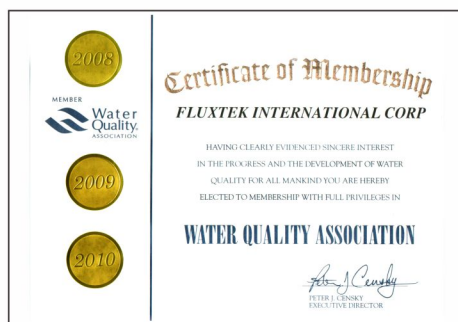 2008
MEMBER
Water
Quality
ASSOCIATION
2009
2010
Certificate of Membership
FLUXTEK INTERNATIONAL CORP
HAVING CLEARLY EVIDENCED SINCERE INTEREST
IN THE PROGRESS AND THE DEVELOPMENT OF WATER
QUALITY FOR ALL MANKIND YOU ARE HEREBY
ELECTED TO MEMBERSHIP WITH FULL PRIVILEGES IN
WATER QUALITY ASSOCIATION
Peter J Censky
PETER J. CENSKY
EXECUTIVE DIRECTOR